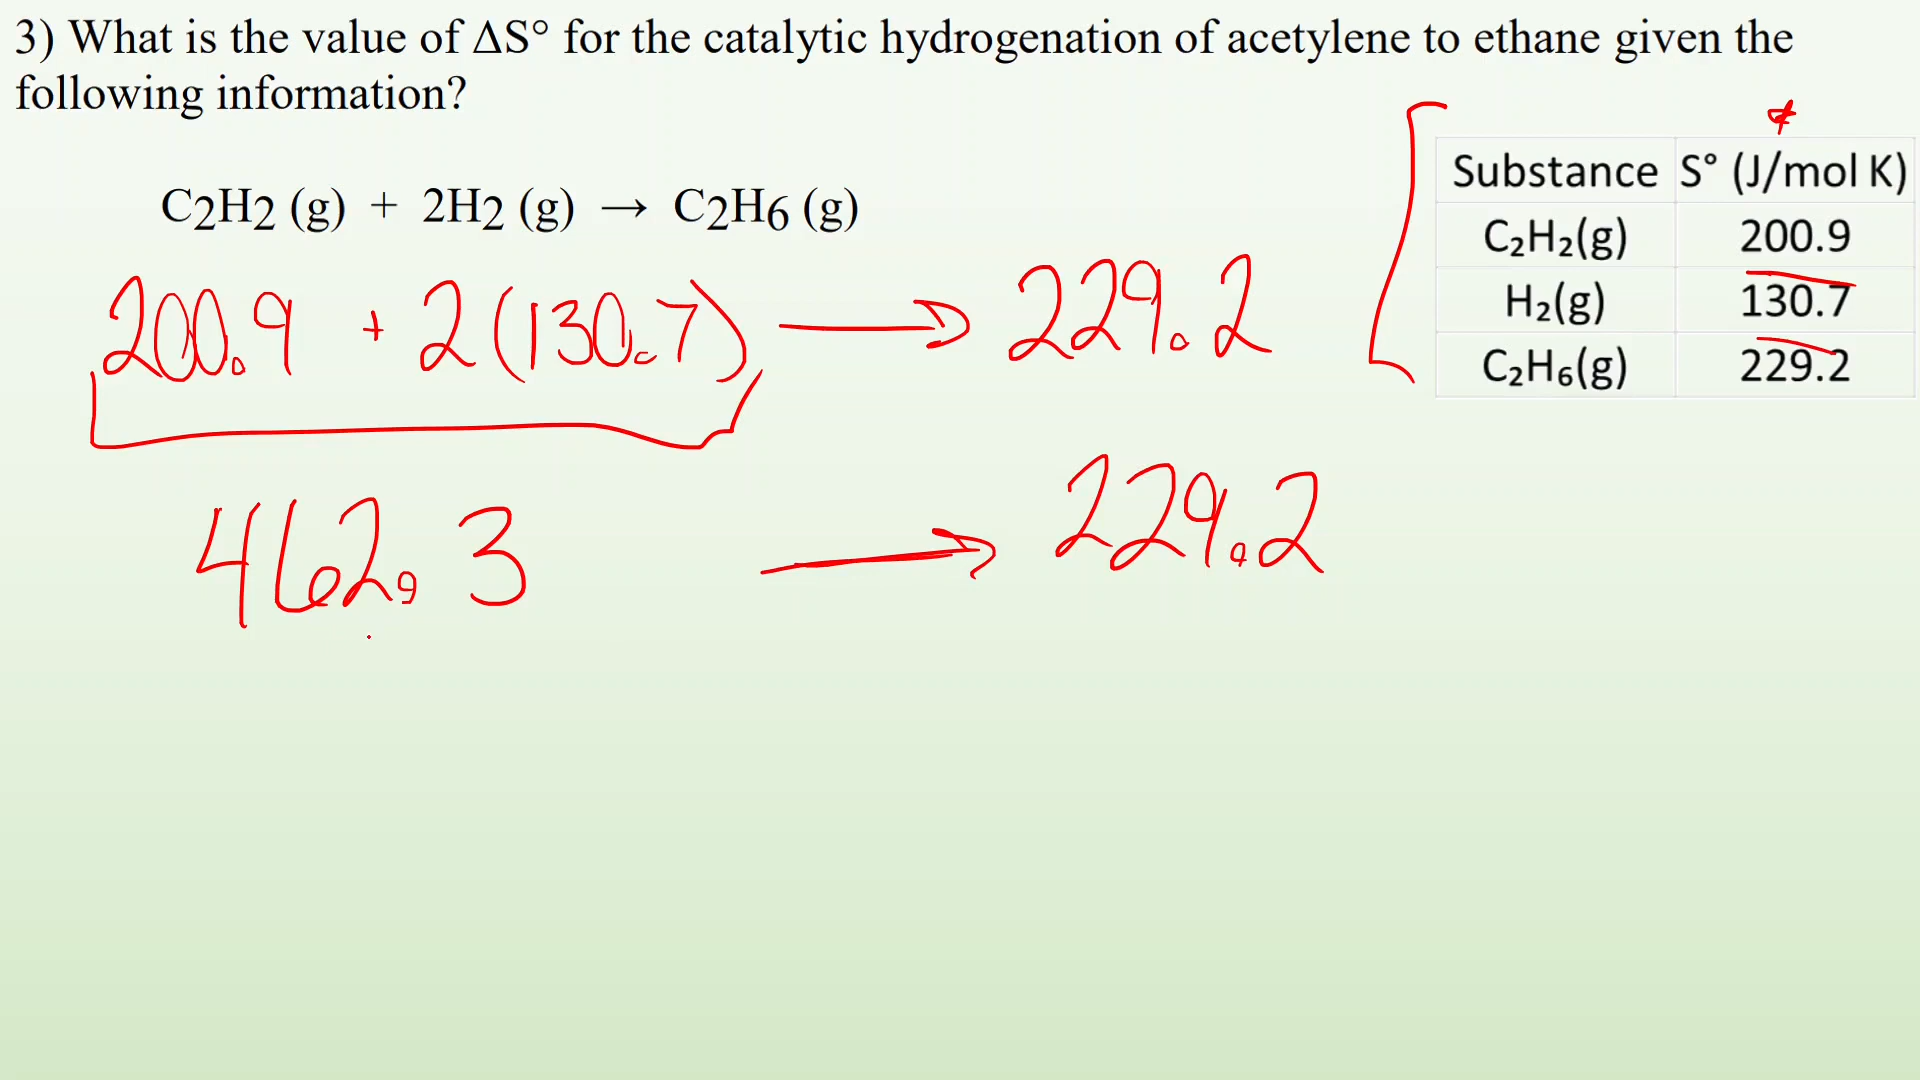 3) What is the value of ΔS° for the catalytic hydrogenation of acetylene to ethane given the
following information?
C2H2 (g) + 2H2 (g) → C2H6 (g)
200.9 + 2(130.7) → 229.2
462.3 → 229.2
Substance S° (J/mol K)
C₂H₂(g) 200.9
H₂(g) 130.7
C₂H₆(g) 229.2